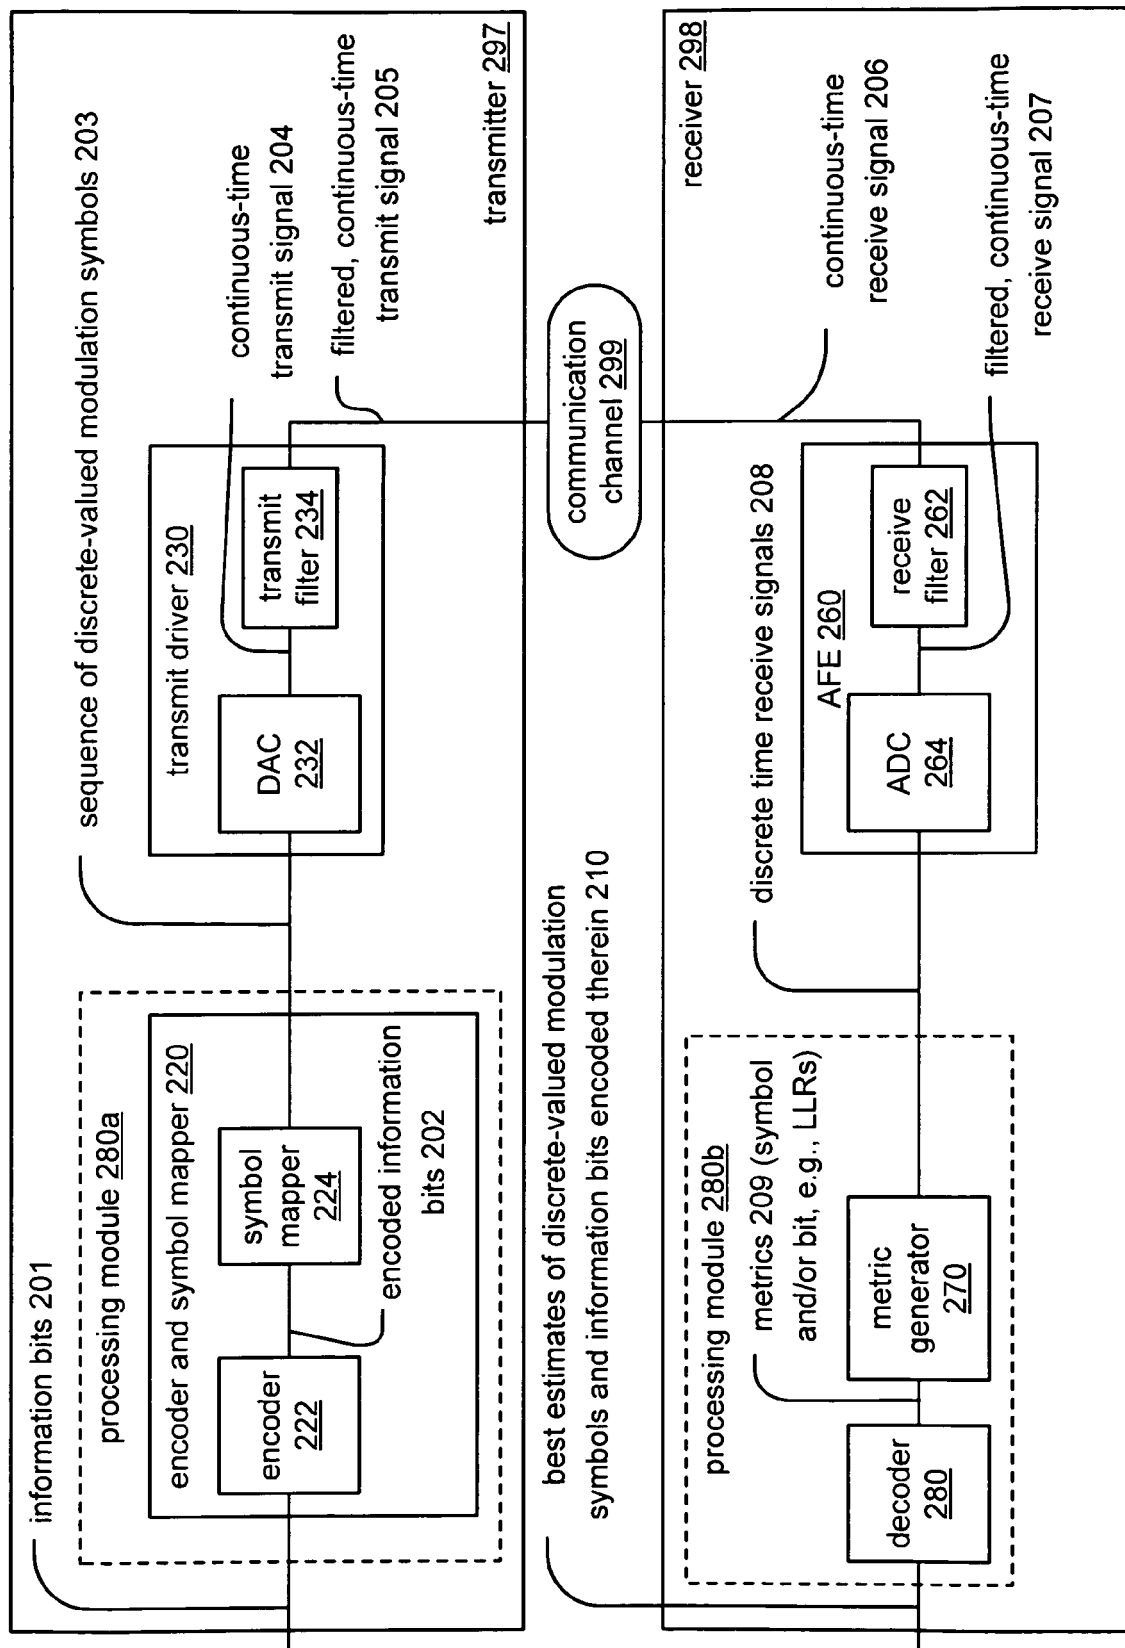 information bits 201
processing module 280a
encoder and symbol mapper 220
encoder
222
symbol
mapper
224
encoded information
bits 202
sequence of discrete-valued modulation symbols 203
transmit driver 230
DAC
232
transmit
filter 234
continuous-time
transmit signal 204
filtered, continuous-time
transmit signal 205
transmitter 297
communication
channel 299
best estimates of discrete-valued modulation
symbols and information bits encoded therein 210
processing module 280b
metrics 209 (symbol
and/or bit, e.g., LLRs)
decoder
280
metric
generator
270
discrete time receive signals 208
AFE 260
ADC
264
receive
filter 262
receiver 298
continuous-time
receive signal 206
filtered, continuous-time
receive signal 207